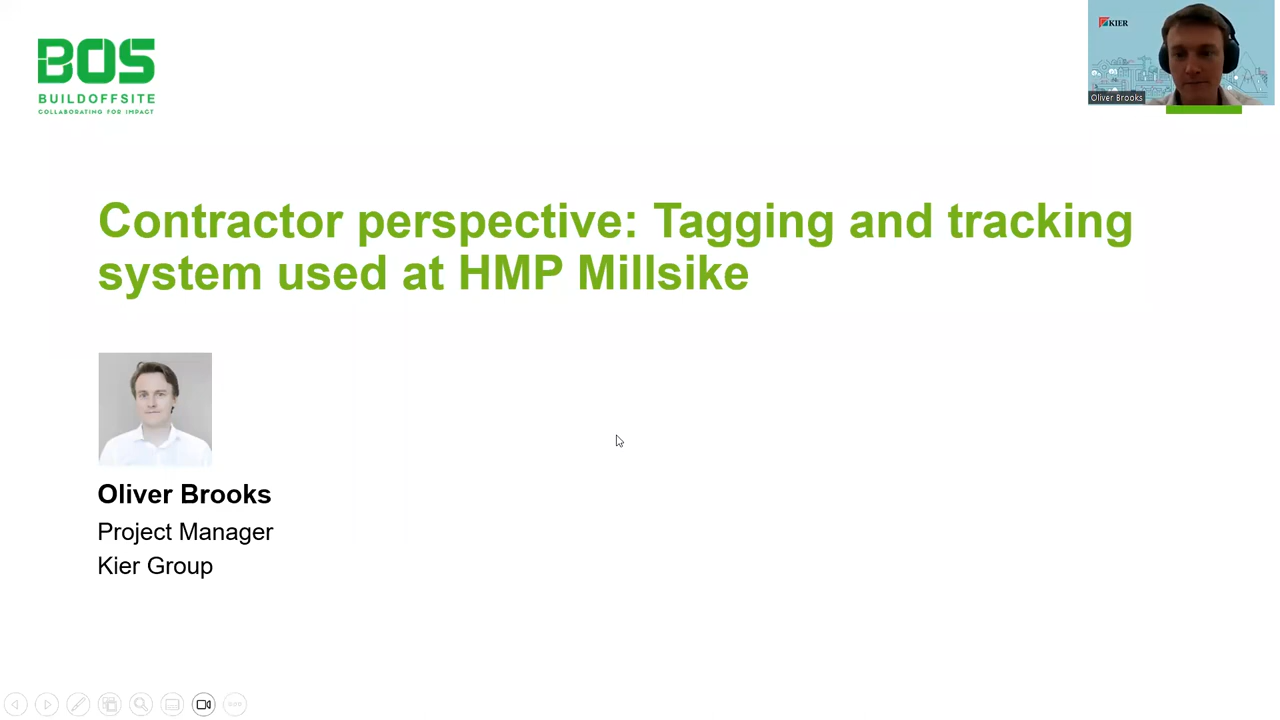 BOS
BUILDOFFSITE
COLLABORATING FOR IMPACT
KIER
Oliver Brooks
Contractor perspective: Tagging and tracking
system used at HMP Millsike
Oliver Brooks
Project Manager
Kier Group